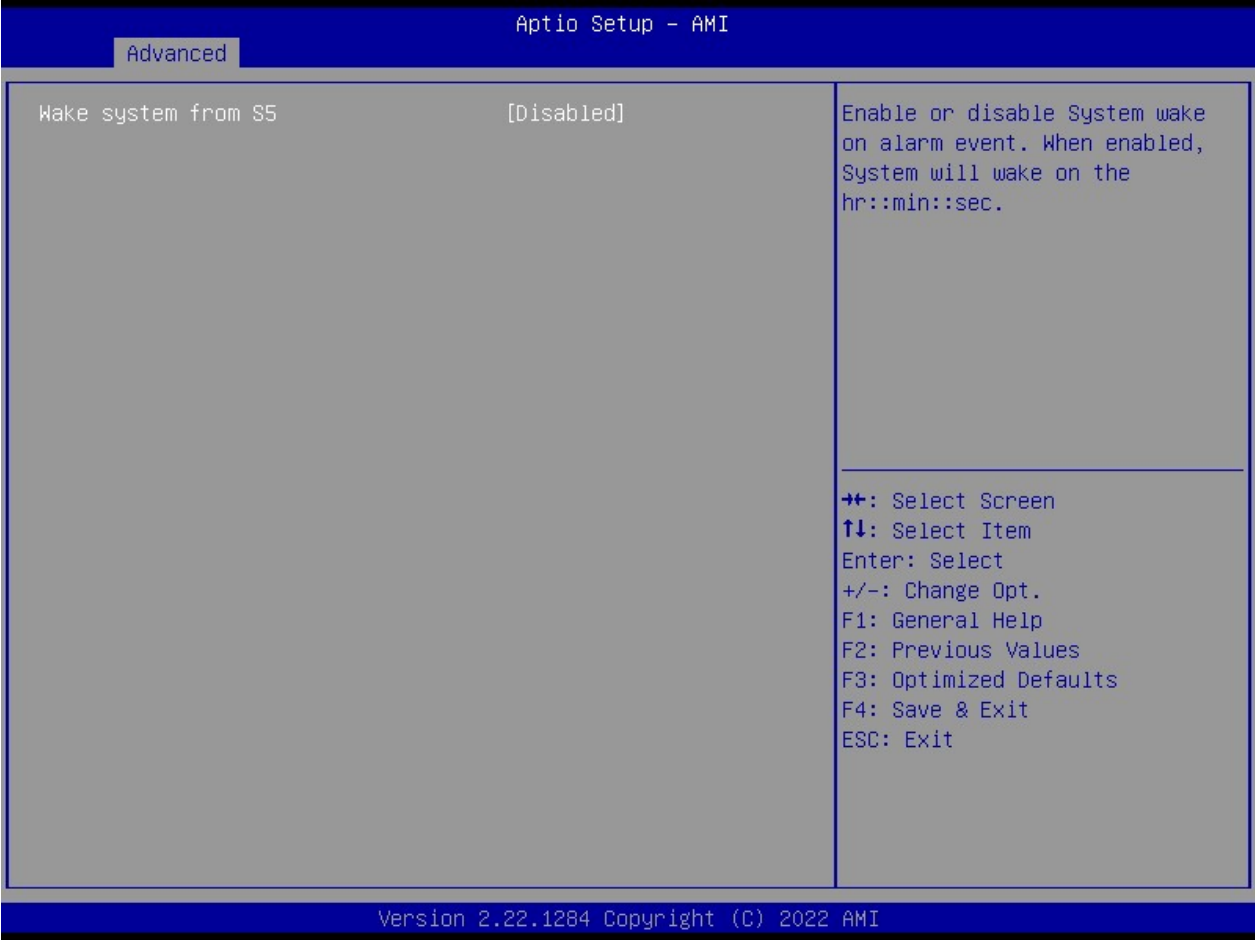 Aptio Setup – AMI
Advanced
Wake system from S5 [Disabled]
Enable or disable System wake
on alarm event. When enabled,
System will wake on the
hr::min::sec.
→←: Select Screen
↑↓: Select Item
Enter: Select
+/-: Change Opt.
F1: General Help
F2: Previous Values
F3: Optimized Defaults
F4: Save & Exit
ESC: Exit
Version 2.22.1284 Copyright (C) 2022 AMI